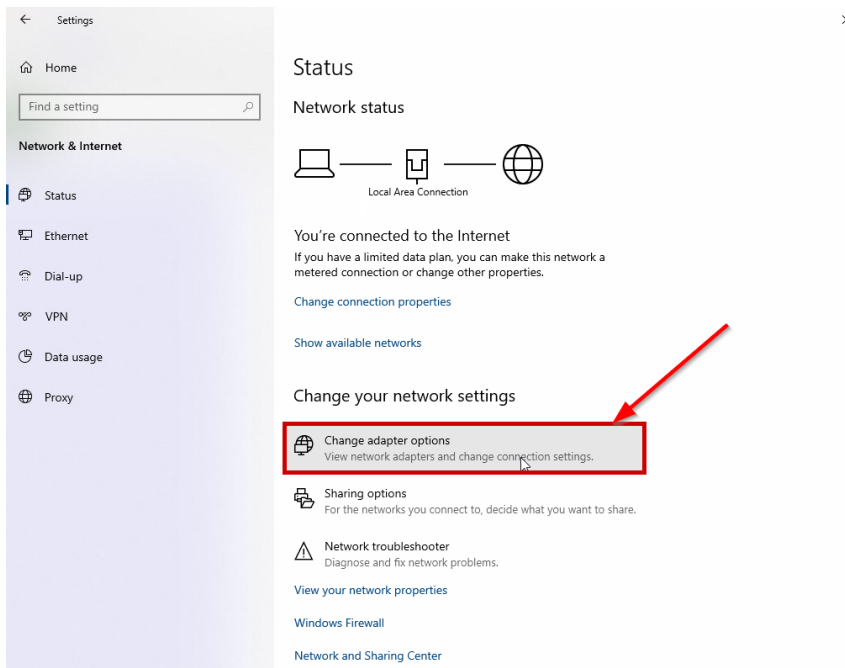 Settings
Home
Find a setting
Network & Internet
Status
Ethernet
Dial-up
VPN
Data usage
Proxy
Status
Network status
Local Area Connection
You're connected to the Internet
If you have a limited data plan, you can make this network a
metered connection or change other properties.
Change connection properties
Show available networks
Change your network settings
Change adapter options
View network adapters and change connection settings.
Sharing options
For the networks you connect to, decide what you want to share.
Network troubleshooter
Diagnose and fix network problems.
View your network properties
Windows Firewall
Network and Sharing Center